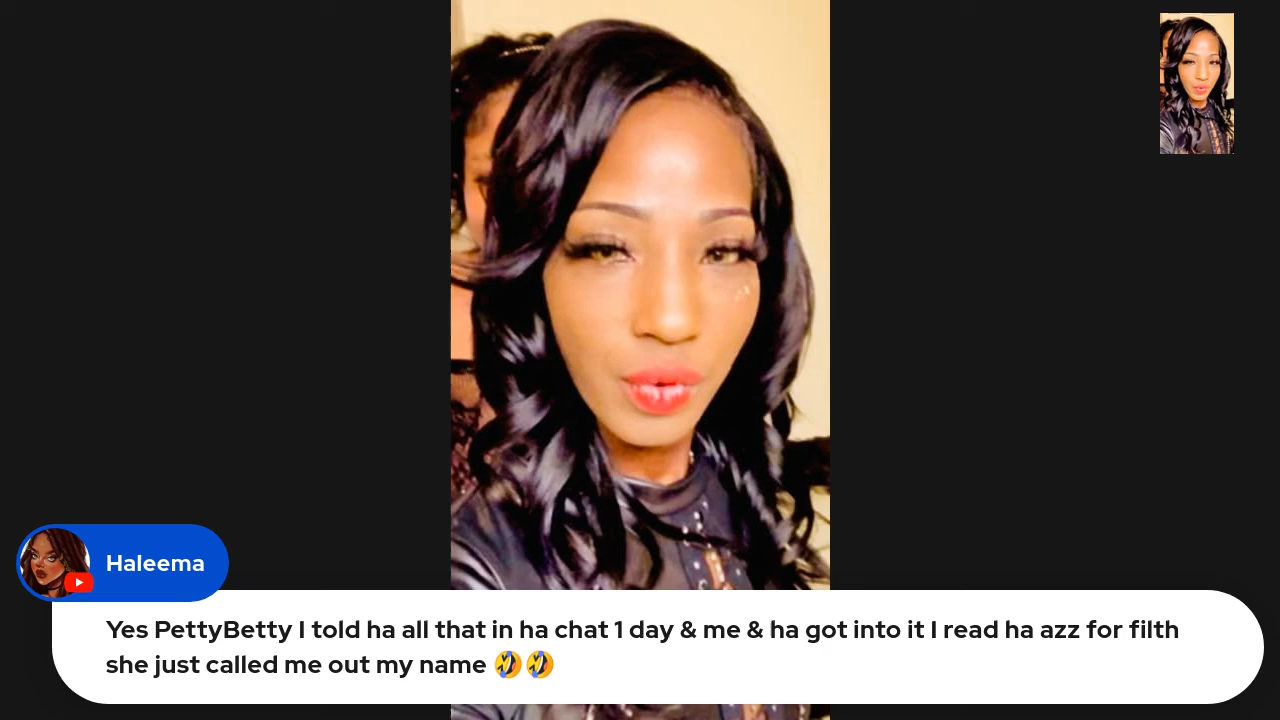 Haleema
Yes PettyBetty I told ha all that in ha chat 1 day & me & ha got into it I read ha azz for filth
she just called me out my name 🤣🤣